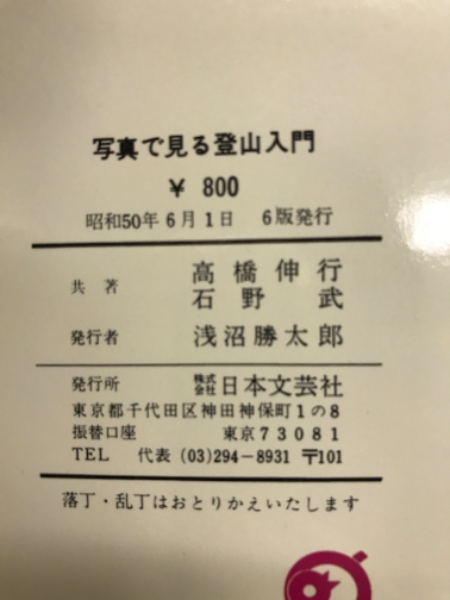 写真で見る登山入門
¥ 800
昭和50年6月1日 6版発行
共著 高橋伸行
石野武
発行者 浅沼勝太郎
発行所 株式会社日本文芸社
東京都千代田区神田神保町1の8
振替口座 東京73081
TEL 代表 (03)294-8931 〒101
落丁・乱丁はおとりかえいたします